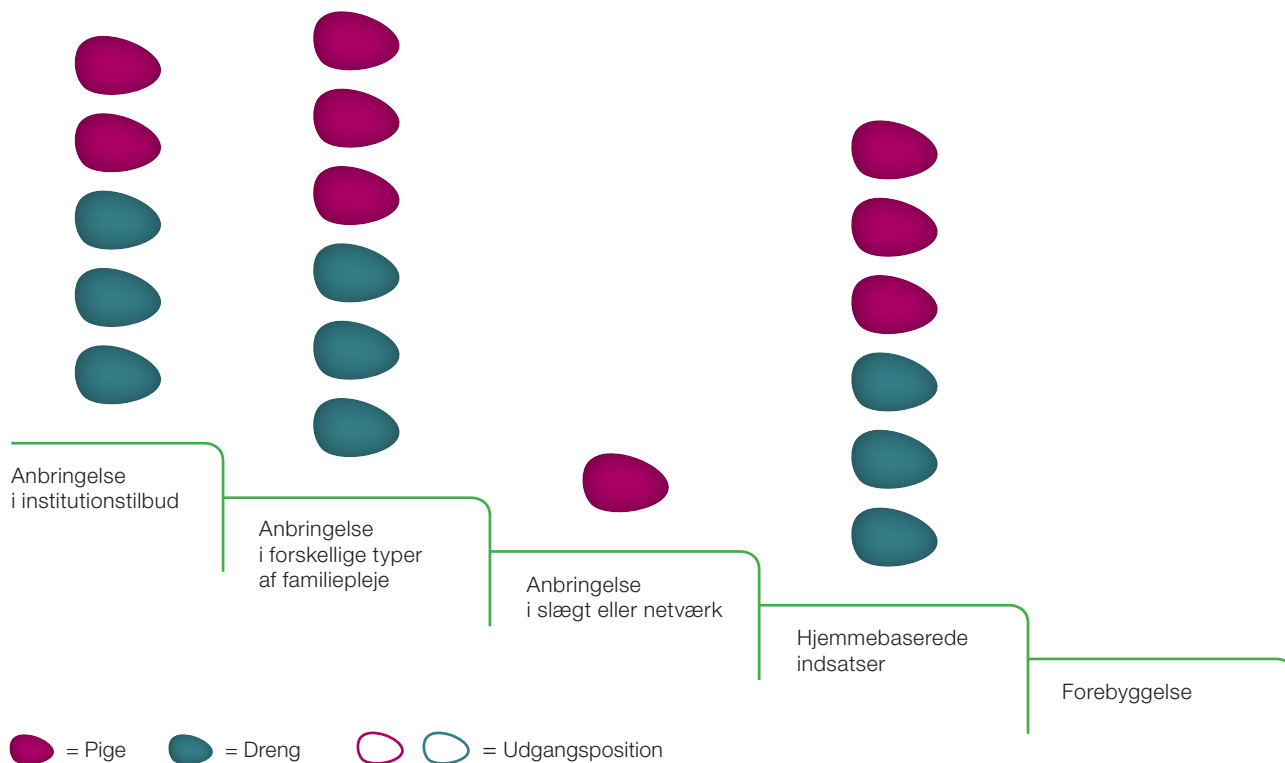 Anbringelse
i institutionstilbud
Anbringelse
i forskellige typer
af familiepleje
Anbringelse
i slægt eller netværk
Hjemmebaserede
indsatser
Forebyggelse
= Pige = Dreng = Udgangsposition